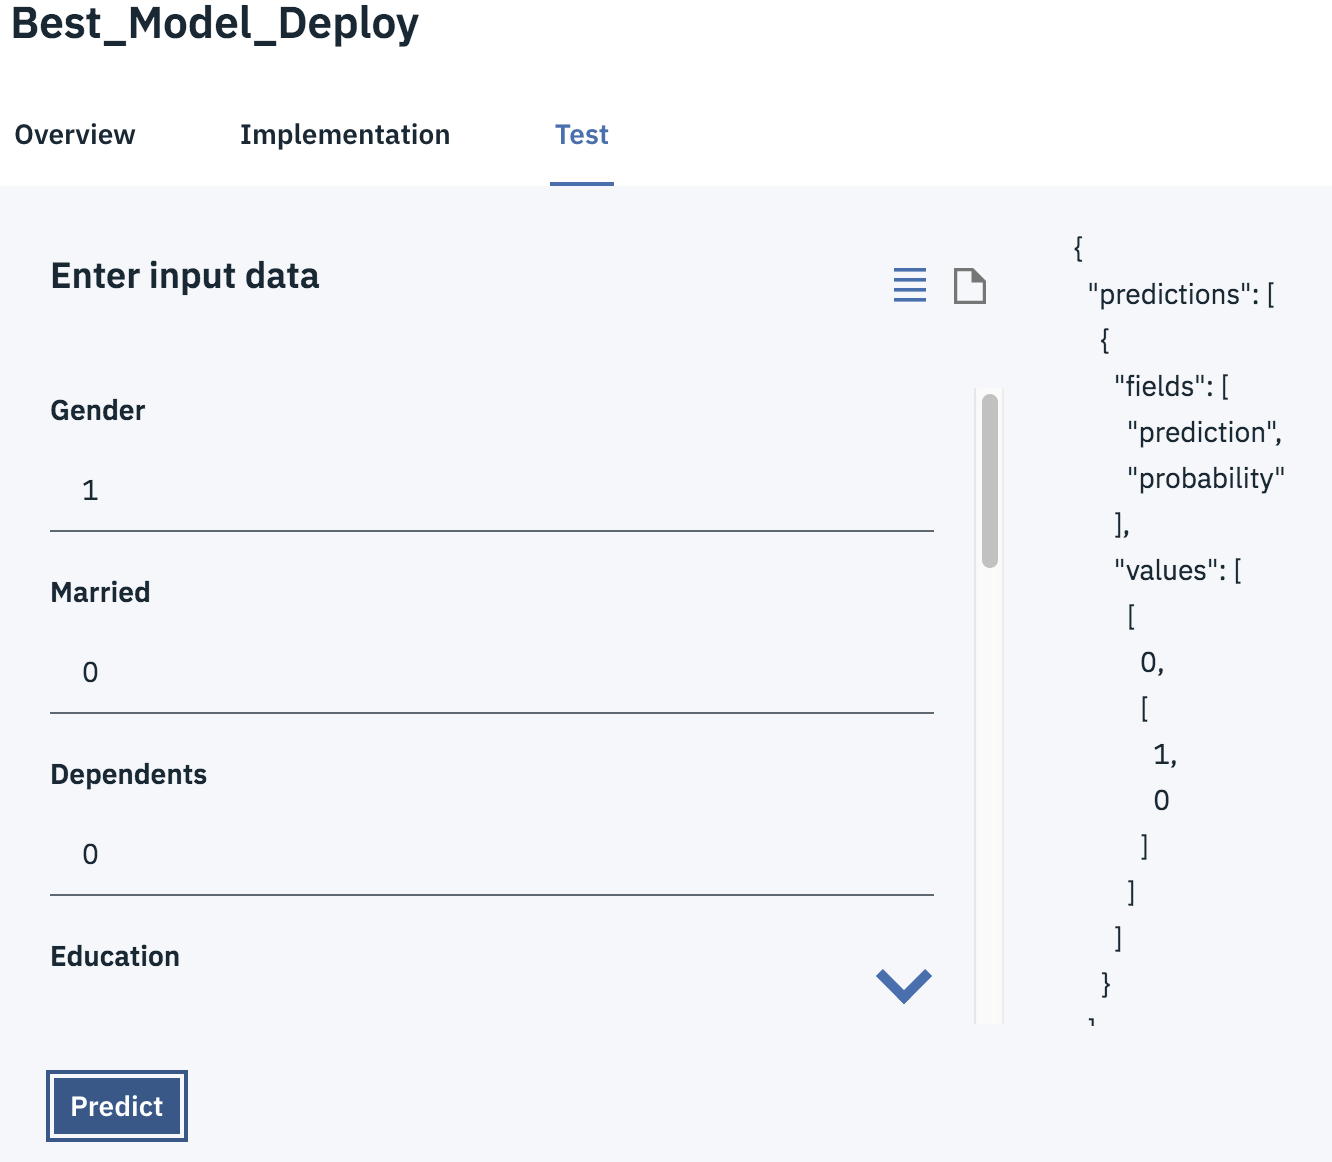 Best_Model_Deploy
Overview Implementation Test
Enter input data
Gender
1
Married
0
Dependents
0
Education
Predict
{
"predictions": [
{
"fields": [
"prediction",
"probability"
],
"values": [
[
0,
[
1,
0
]
]
]
}
]